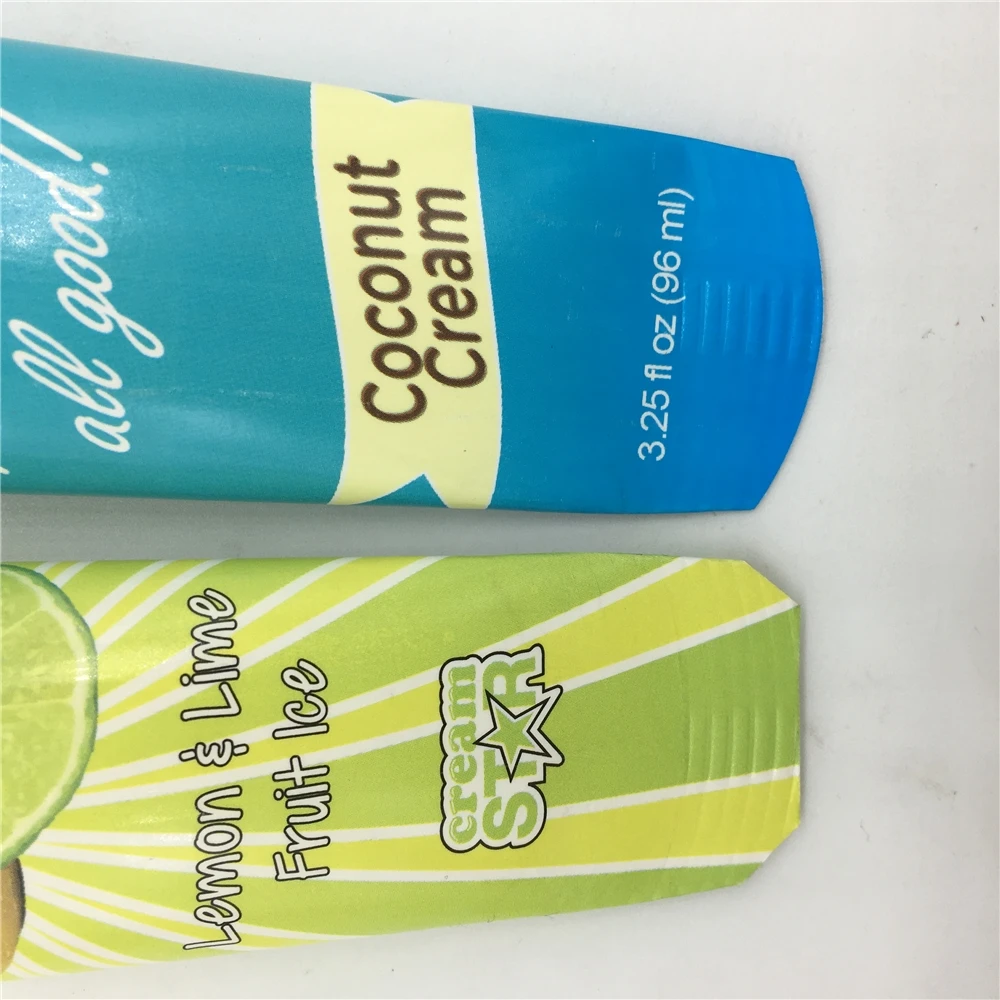 all good!
Coconut
Cream
3.25 fl oz (96 ml)
Lemon & Lime
Fruit Ice
cream
STAR